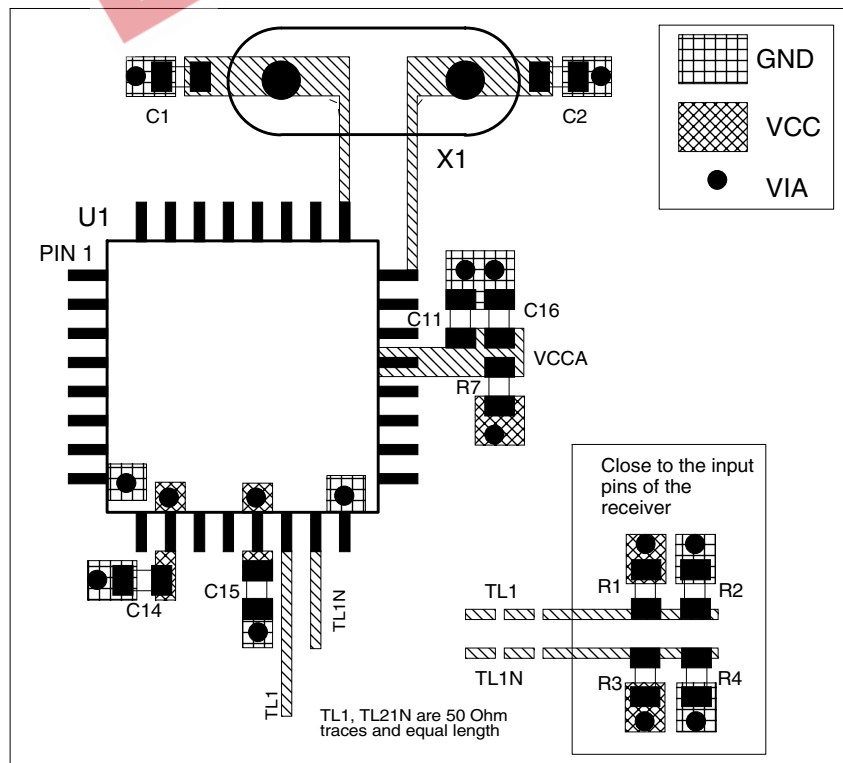 GND
VCC
VIA
C1
C2
X1
U1
PIN 1
C11
C16
VCCA
R7
C14
C15
TL1
TL1N
TL1, TL21N are 50 Ohm
traces and equal length
Close to the input
pins of the
receiver
R1
R2
TL1
TL1N
R3
R4